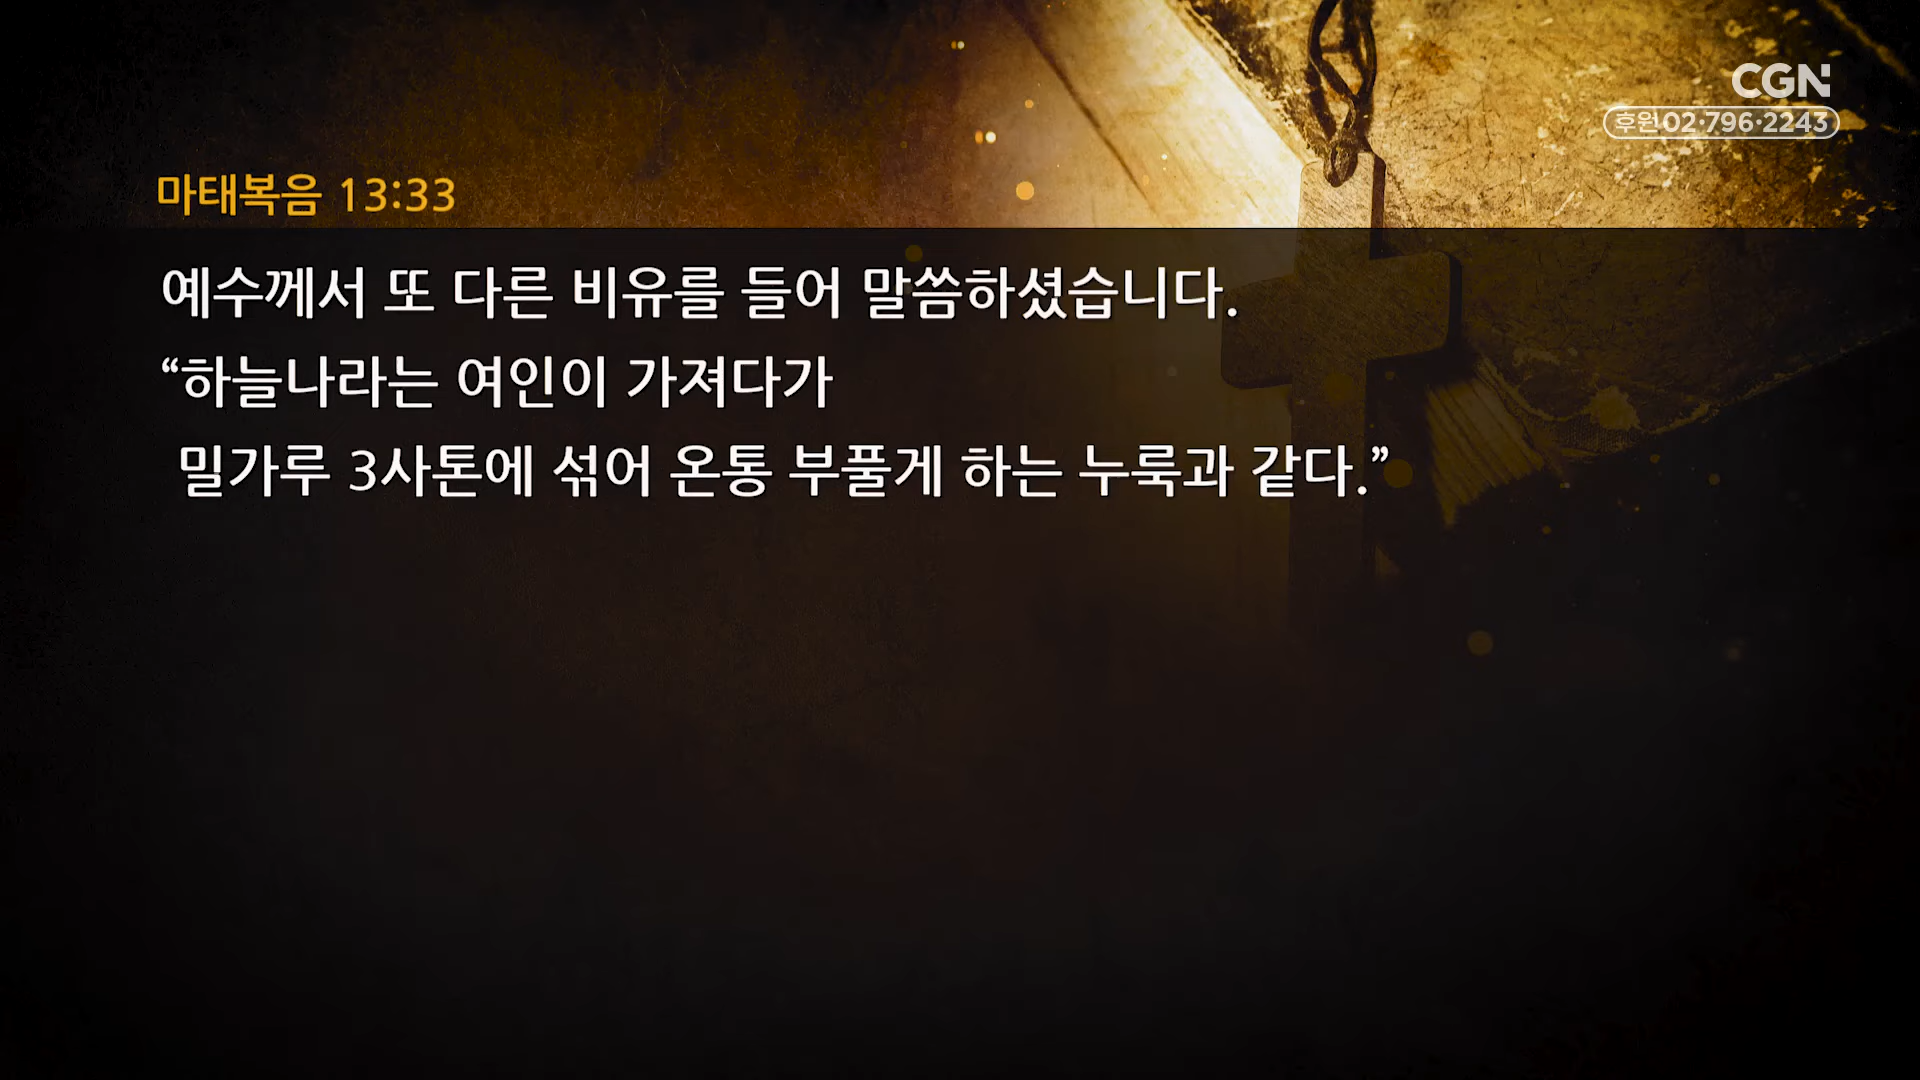 CGN
후원 02·796·2243
마태복음 13:33
예수께서 또 다른 비유를 들어 말씀하셨습니다.
“하늘나라는 여인이 가져다가
밀가루 3사톤에 섞어 온통 부풀게 하는 누룩과 같다.”